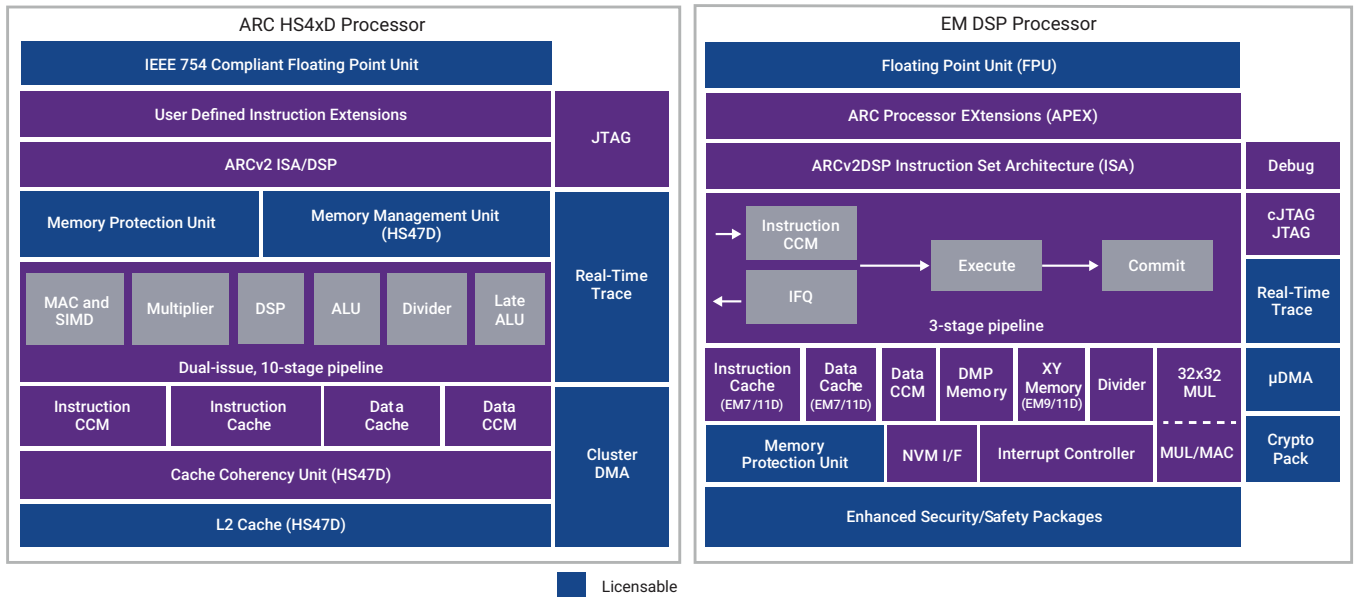 ARC HS4xD Processor
IEEE 754 Compliant Floating Point Unit
User Defined Instruction Extensions
JTAG
ARCv2 ISA/DSP
Memory Protection Unit
Memory Management Unit
(HS47D)
Real-Time
Trace
MAC and
SIMD
Multiplier
DSP
ALU
Divider
Late
ALU
Dual-issue, 10-stage pipeline
Instruction
CCM
Instruction
Cache
Data
Cache
Data
CCM
Cluster
DMA
Cache Coherency Unit (HS47D)
L2 Cache (HS47D)
EM DSP Processor
Floating Point Unit (FPU)
ARC Processor EXtensions (APEX)
ARCv2DSP Instruction Set Architecture (ISA)
Debug
Instruction
CCM
IFQ
Execute
Commit
3-stage pipeline
cJTAG
JTAG
Real-Time
Trace
Instruction
Cache
(EM7/11D)
Data
Cache
(EM7/11D)
Data
CCM
DMP
Memory
XY
Memory
(EM9/11D)
Divider
32x32
MUL
µDMA
Memory
Protection Unit
NVM I/F
Interrupt Controller
MUL/MAC
Crypto
Pack
Enhanced Security/Safety Packages
Licensable